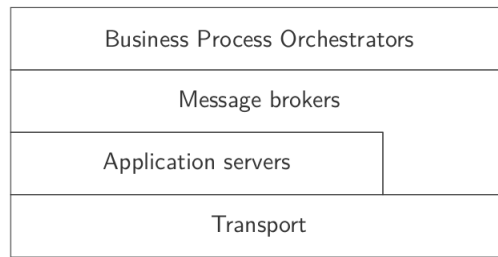 Business Process Orchestrators
Message brokers
Application servers
Transport